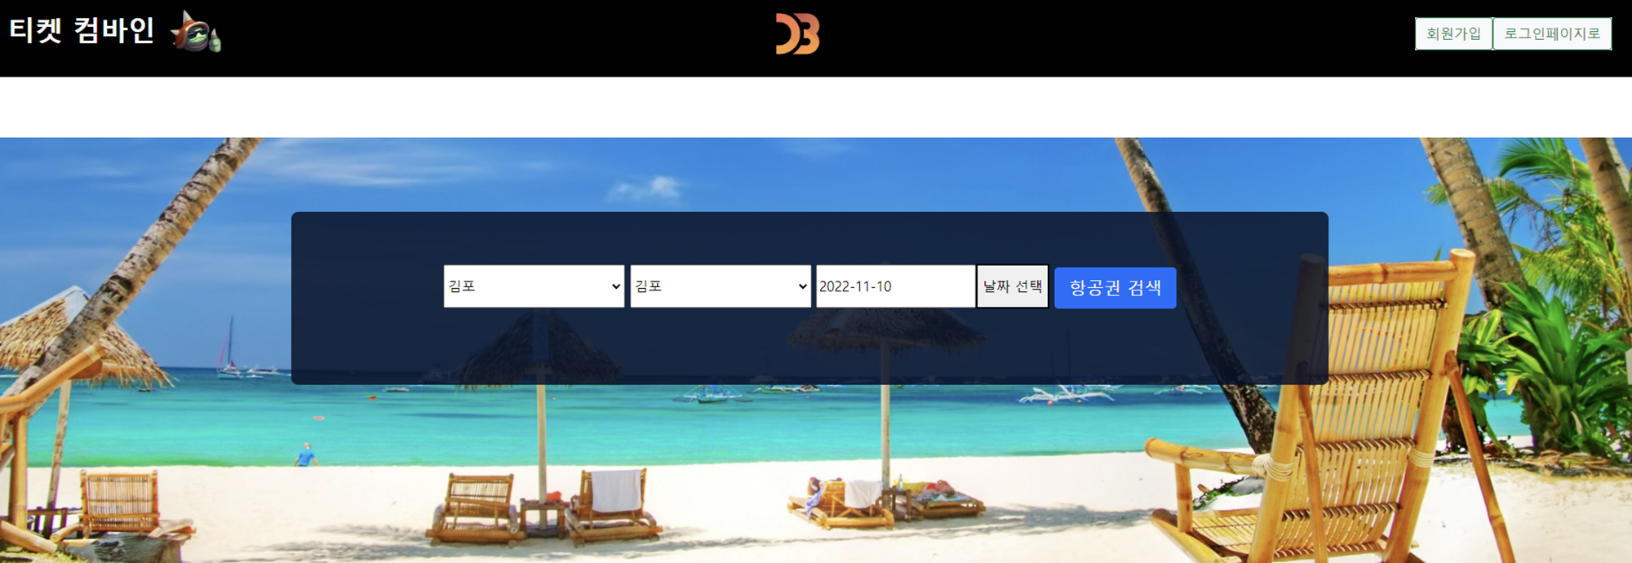 티켓 컴바인
DB
회원가입 로그인페이지로
김포 김포 2022-11-10 날짜 선택 항공권 검색